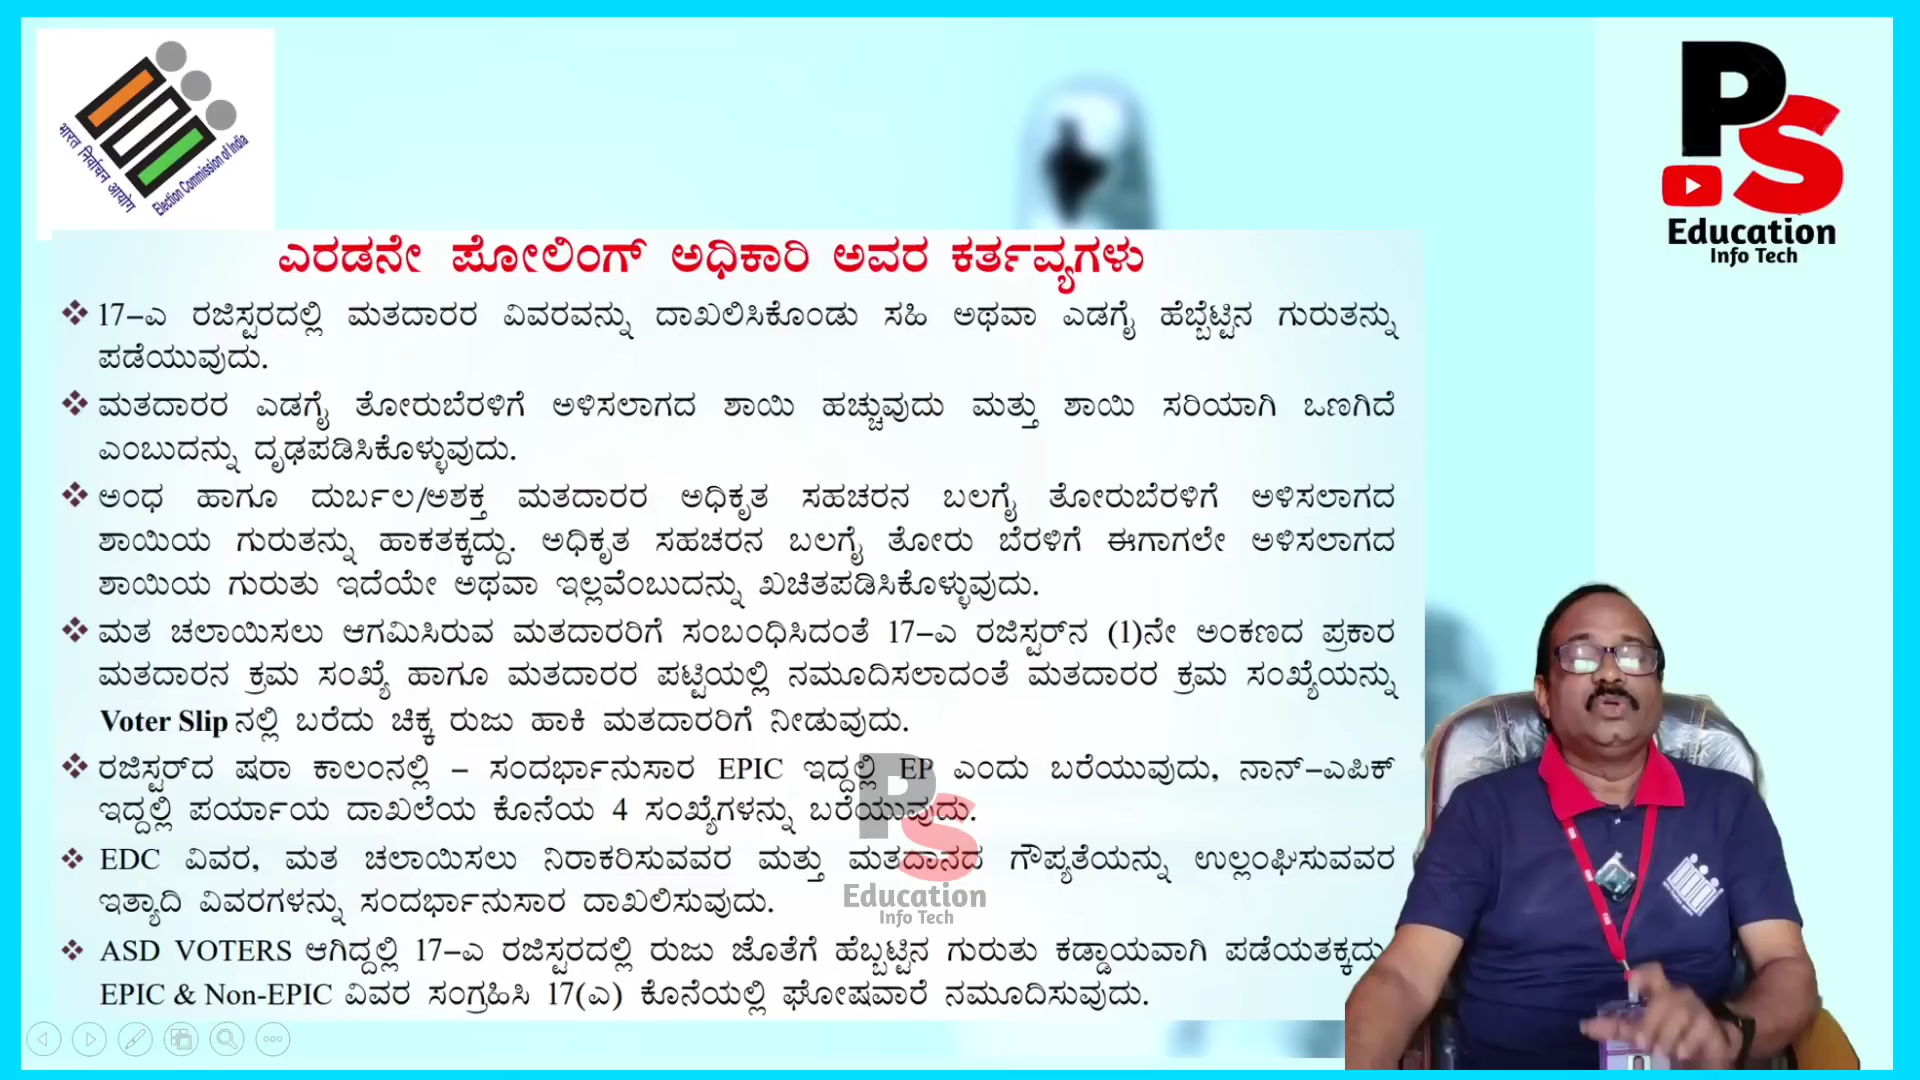 भारत निर्वाचन आयोग
Election Commission of India
PS
Education
Info Tech
ಎರಡನೇ ಪೋಲಿಂಗ್ ಅಧಿಕಾರಿ ಅವರ ಕರ್ತವ್ಯಗಳು
❖ 17–ಎ ರಜಿಸ್ಟರದಲ್ಲಿ ಮತದಾರರ ವಿವರವನ್ನು ದಾಖಲಿಸಿಕೊಂಡು ಸಹಿ ಅಥವಾ ಎಡಗೈ ಹೆಬ್ಬೆಟ್ಟಿನ ಗುರುತನ್ನು
ಪಡೆಯುವುದು.
❖ ಮತದಾರರ ಎಡಗೈ ತೋರುಬೆರಳಿಗೆ ಅಳಿಸಲಾಗದ ಶಾಯಿ ಹಚ್ಚುವುದು ಮತ್ತು ಶಾಯಿ ಸರಿಯಾಗಿ ಒಣಗಿದೆ
ಎಂಬುದನ್ನು ದೃಢಪಡಿಸಿಕೊಳ್ಳುವುದು.
❖ ಅಂಧ ಹಾಗೂ ದುರ್ಬಲ/ಅಶಕ್ತ ಮತದಾರರ ಅಧಿಕೃತ ಸಹಚರನ ಬಲಗೈ ತೋರುಬೆರಳಿಗೆ ಅಳಿಸಲಾಗದ
ಶಾಯಿಯ ಗುರುತನ್ನು ಹಾಕತಕ್ಕದ್ದು. ಅಧಿಕೃತ ಸಹಚರನ ಬಲಗೈ ತೋರು ಬೆರಳಿಗೆ ಈಗಾಗಲೇ ಅಳಿಸಲಾಗದ
ಶಾಯಿಯ ಗುರುತು ಇದೆಯೇ ಅಥವಾ ಇಲ್ಲವೆಂಬುದನ್ನು ಖಚಿತಪಡಿಸಿಕೊಳ್ಳುವುದು.
❖ ಮತ ಚಲಾಯಿಸಲು ಆಗಮಿಸಿರುವ ಮತದಾರರಿಗೆ ಸಂಬಂಧಿಸಿದಂತೆ 17–ಎ ರಜಿಸ್ಟರ್‌ನ (1)ನೇ ಅಂಕಣದ ಪ್ರಕಾರ
ಮತದಾರನ ಕ್ರಮ ಸಂಖ್ಯೆ ಹಾಗೂ ಮತದಾರರ ಪಟ್ಟಿಯಲ್ಲಿ ನಮೂದಿಸಲಾದಂತೆ ಮತದಾರರ ಕ್ರಮ ಸಂಖ್ಯೆಯನ್ನು
Voter Slip ನಲ್ಲಿ ಬರೆದು ಚಿಕ್ಕ ರುಜು ಹಾಕಿ ಮತದಾರರಿಗೆ ನೀಡುವುದು.
❖ ರಜಿಸ್ಟರ್‌ದ ಷರಾ ಕಾಲಂನಲ್ಲಿ – ಸಂದರ್ಭಾನುಸಾರ EPIC ಇದ್ದಲ್ಲಿ EP ಎಂದು ಬರೆಯುವುದು, ನಾನ್–ಎಪಿಕ್
ಇದ್ದಲ್ಲಿ ಪರ್ಯಾಯ ದಾಖಲೆಯ ಕೊನೆಯ 4 ಸಂಖ್ಯೆಗಳನ್ನು ಬರೆಯುವುದು.
❖ EDC ವಿವರ, ಮತ ಚಲಾಯಿಸಲು ನಿರಾಕರಿಸುವವರ ಮತ್ತು ಮತದಾನದ ಗೌಪ್ಯತೆಯನ್ನು ಉಲ್ಲಂಘಿಸುವವರ
ಇತ್ಯಾದಿ ವಿವರಗಳನ್ನು ಸಂದರ್ಭಾನುಸಾರ ದಾಖಲಿಸುವುದು.
❖ ASD VOTERS ಆಗಿದ್ದಲ್ಲಿ 17–ಎ ರಜಿಸ್ಟರದಲ್ಲಿ ರುಜು ಜೊತೆಗೆ ಹೆಬ್ಬಟ್ಟಿನ ಗುರುತು ಕಡ್ಡಾಯವಾಗಿ ಪಡೆಯತಕ್ಕದ್ದು.
EPIC & Non-EPIC ವಿವರ ಸಂಗ್ರಹಿಸಿ 17(ಎ) ಕೊನೆಯಲ್ಲಿ ಘೋಷವಾರೆ ನಮೂದಿಸುವುದು.
PS
Education
Info Tech